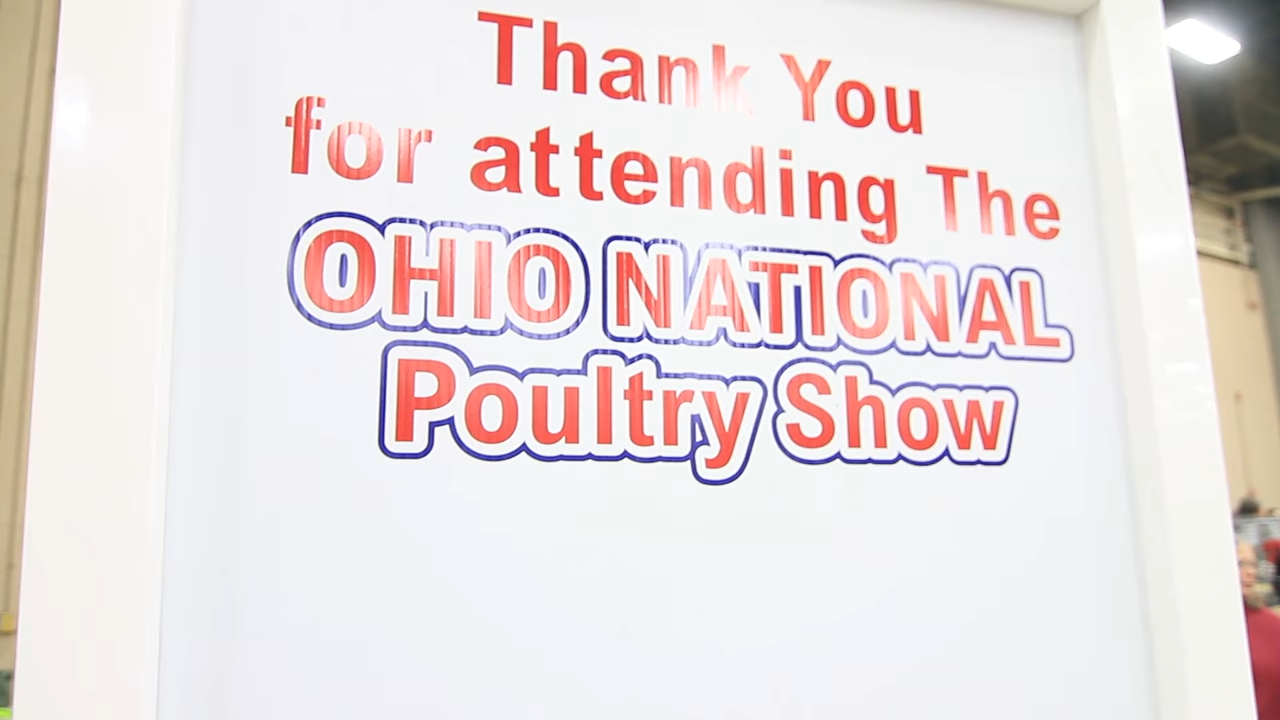 Thank You
for attending The
OHIO NATIONAL
Poultry Show